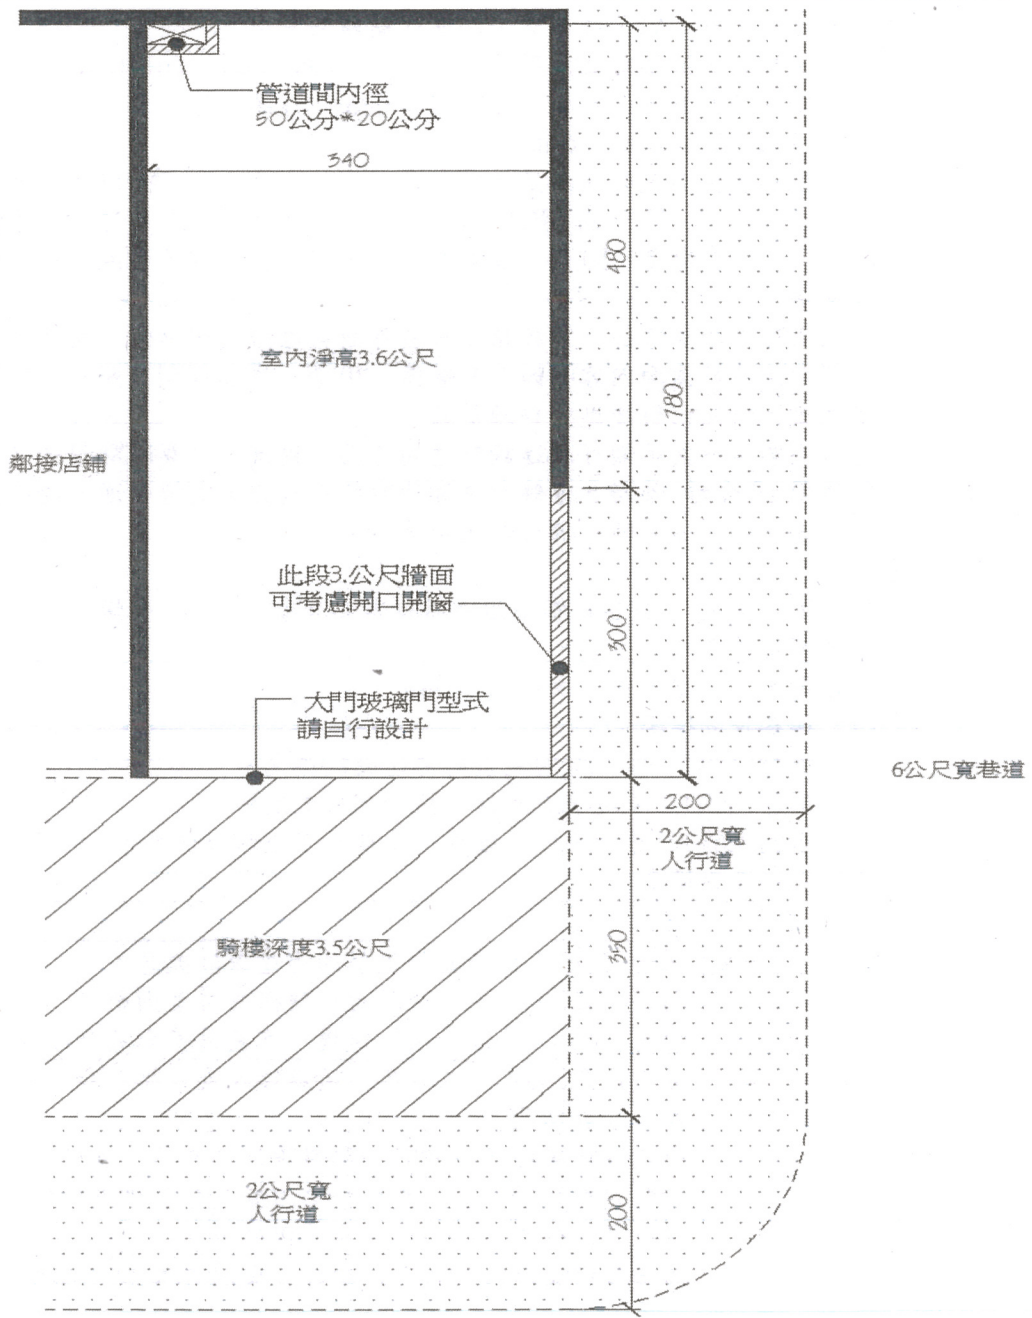 管道間內徑
50公分*20公分
340
480
室內淨高3.6公尺
780
鄰接店鋪
此段3.公尺牆面
可考慮開口開窗
300
大門玻璃門型式
請自行設計
6公尺寬巷道
200
2公尺寬
人行道
騎樓深度3.5公尺
350
2公尺寬
人行道
200